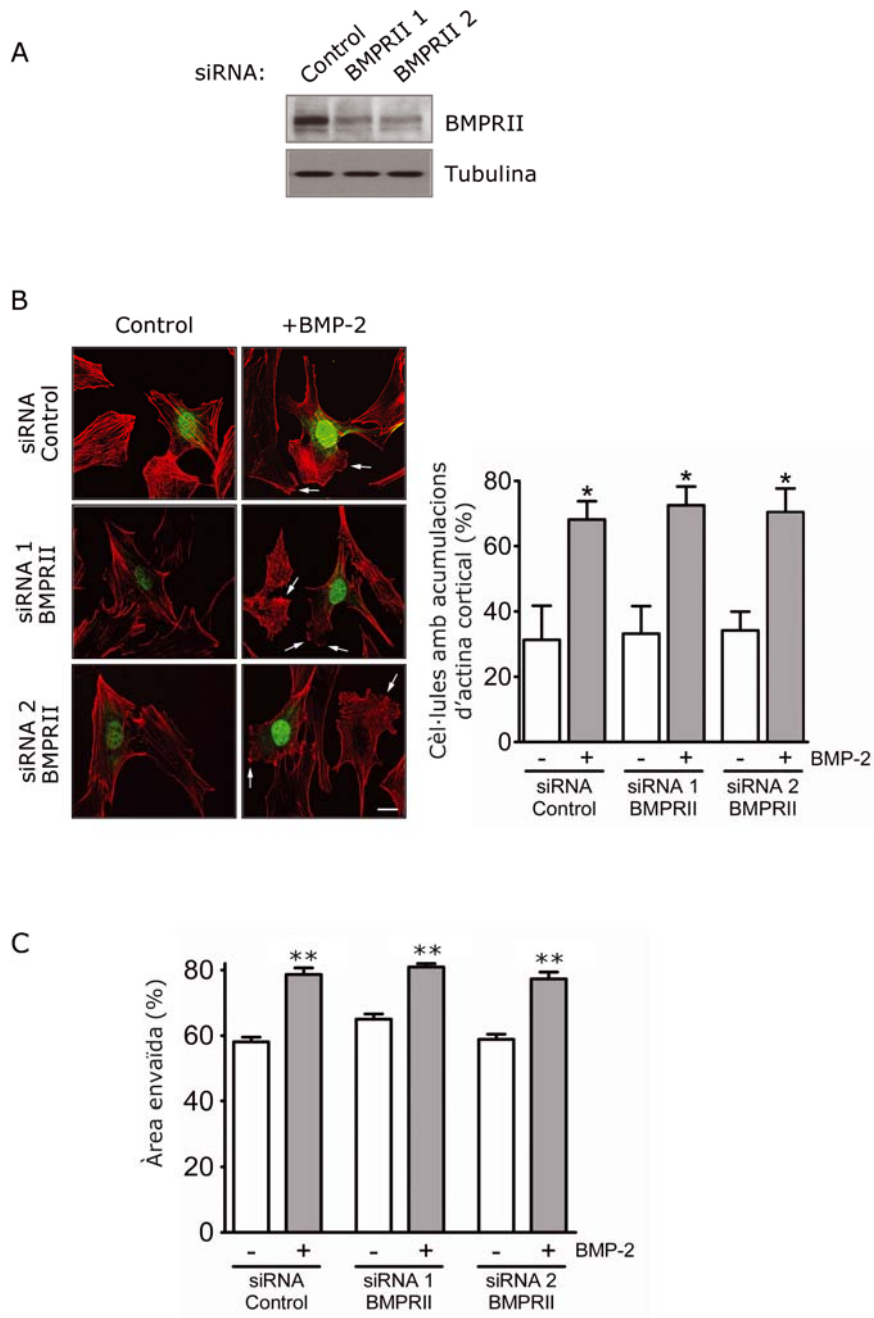 A
siRNA:
Control
BMPRII 1
BMPRII 2
BMPRII
Tubulina
B
Control
+BMP-2
siRNA
Control
siRNA 1
BMPRII
siRNA 2
BMPRII
Cèl·lules amb acumulacions
d'actina cortical (%)
80
60
40
20
0
* * *
- + - + - + BMP-2
siRNA siRNA 1 siRNA 2
Control BMPRII BMPRII
C
Àrea envaïda (%)
80
60
40
20
0
** ** **
- + - + - + BMP-2
siRNA siRNA 1 siRNA 2
Control BMPRII BMPRII